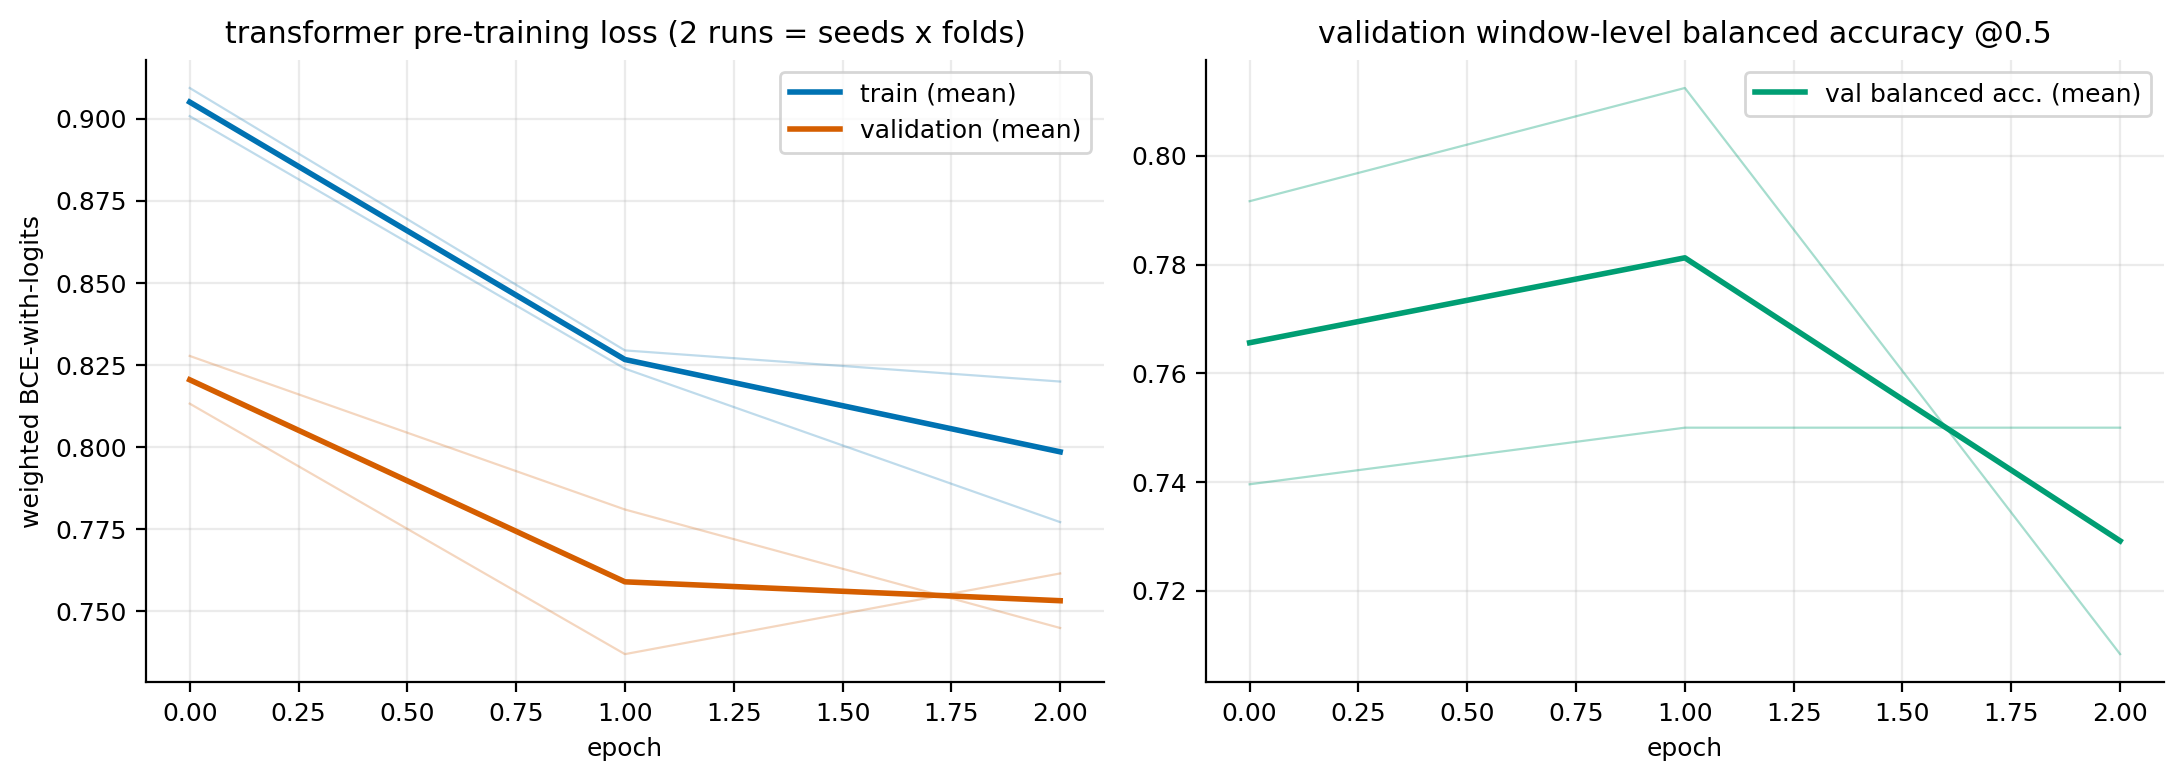 transformer pre-training loss (2 runs = seeds x folds)
train (mean)
validation (mean)
weighted BCE-with-logits
0.900
0.875
0.850
0.825
0.800
0.775
0.750
0.00 0.25 0.50 0.75 1.00 1.25 1.50 1.75 2.00
epoch
validation window-level balanced accuracy @0.5
val balanced acc. (mean)
0.80
0.78
0.76
0.74
0.72
0.00 0.25 0.50 0.75 1.00 1.25 1.50 1.75 2.00
epoch